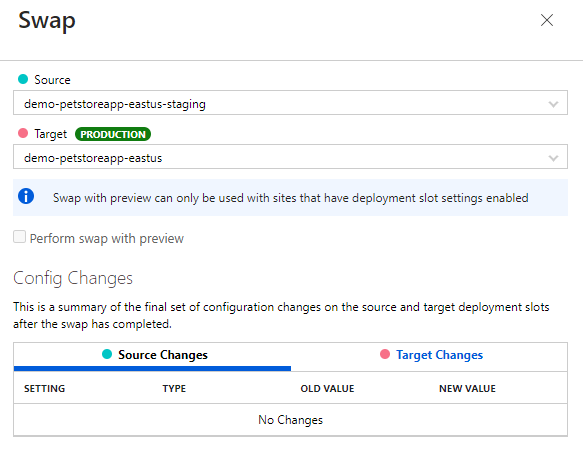 Swap
Source
demo-petstoreapp-eastus-staging
Target PRODUCTION
demo-petstoreapp-eastus
Swap with preview can only be used with sites that have deployment slot settings enabled
Perform swap with preview
Config Changes
This is a summary of the final set of configuration changes on the source and target deployment slots
after the swap has completed.
Source Changes Target Changes
SETTING TYPE OLD VALUE NEW VALUE
No Changes